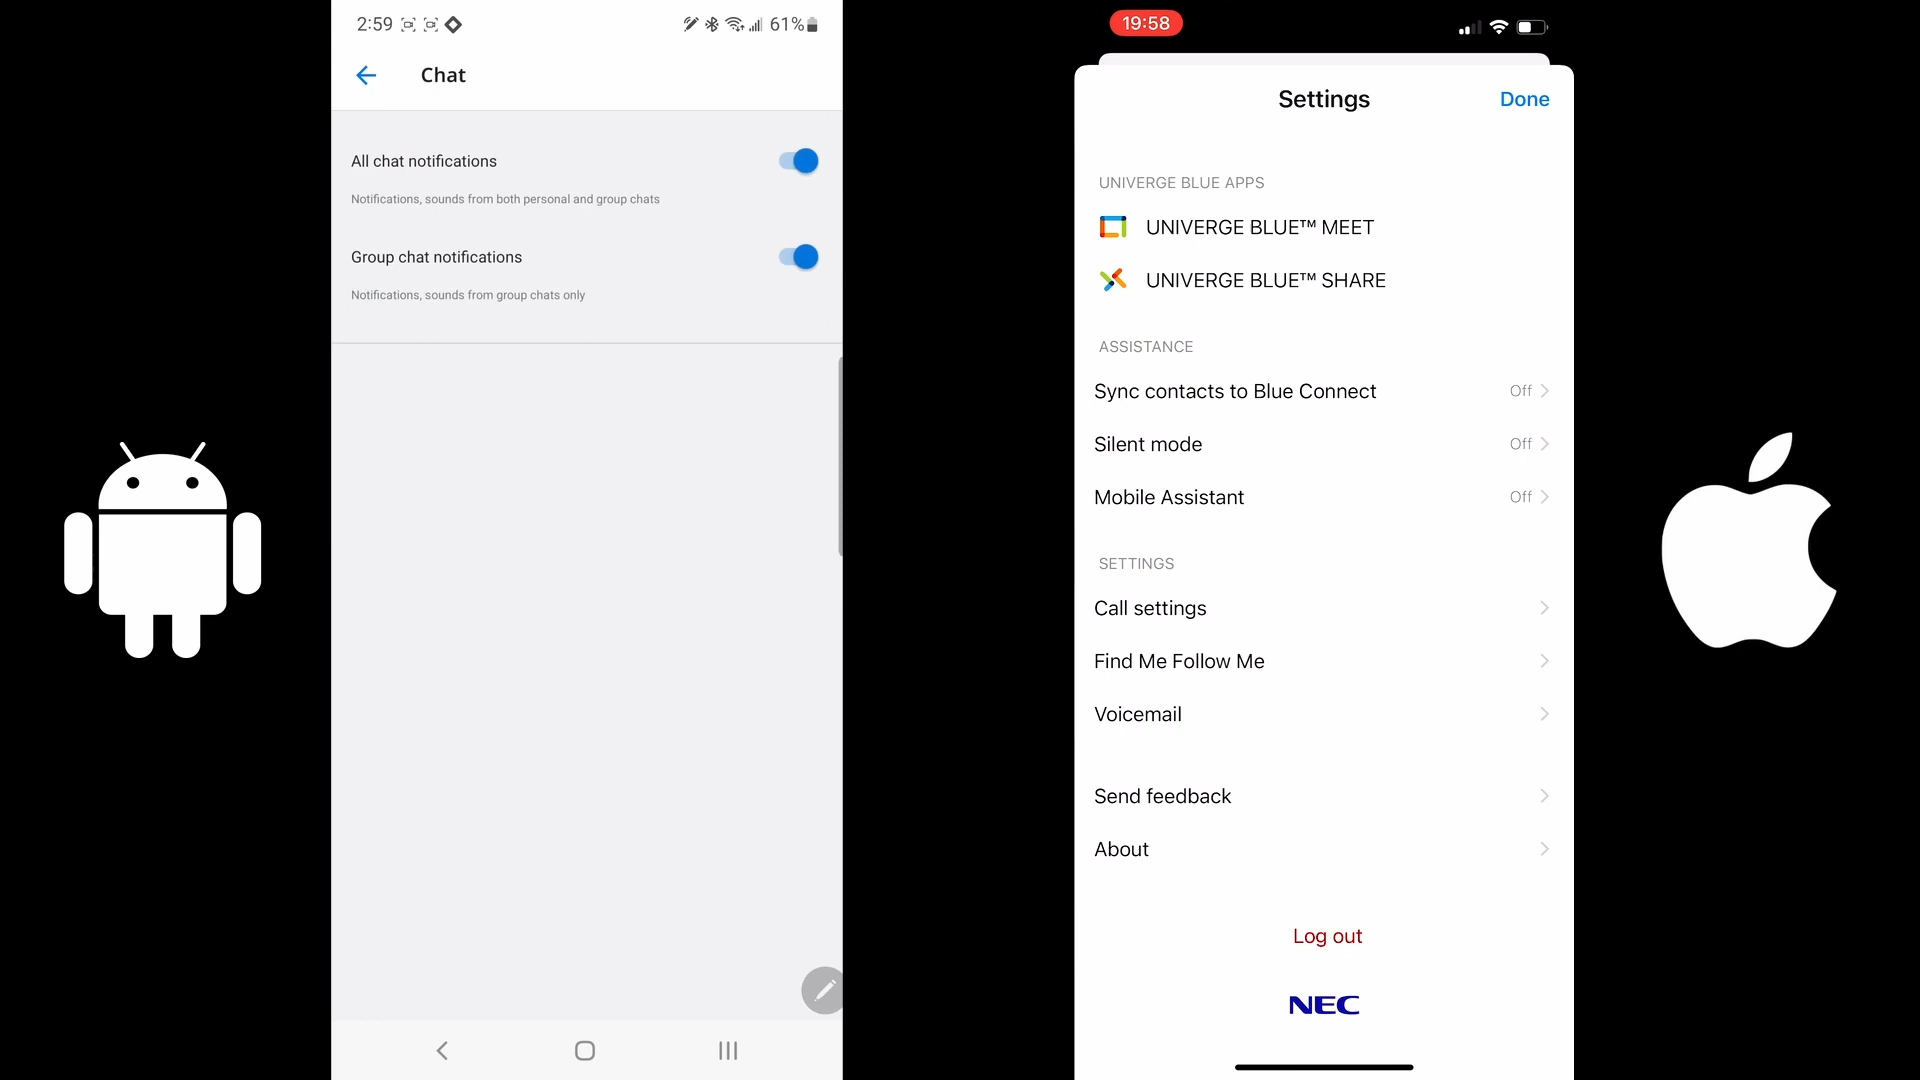 2:59
61%
Chat
All chat notifications
Notifications, sounds from both personal and group chats
Group chat notifications
Notifications, sounds from group chats only
19:58
Settings
Done
UNIVERGE BLUE APPS
UNIVERGE BLUE™ MEET
UNIVERGE BLUE™ SHARE
ASSISTANCE
Sync contacts to Blue Connect Off
Silent mode Off
Mobile Assistant Off
SETTINGS
Call settings
Find Me Follow Me
Voicemail
Send feedback
About
Log out
NEC